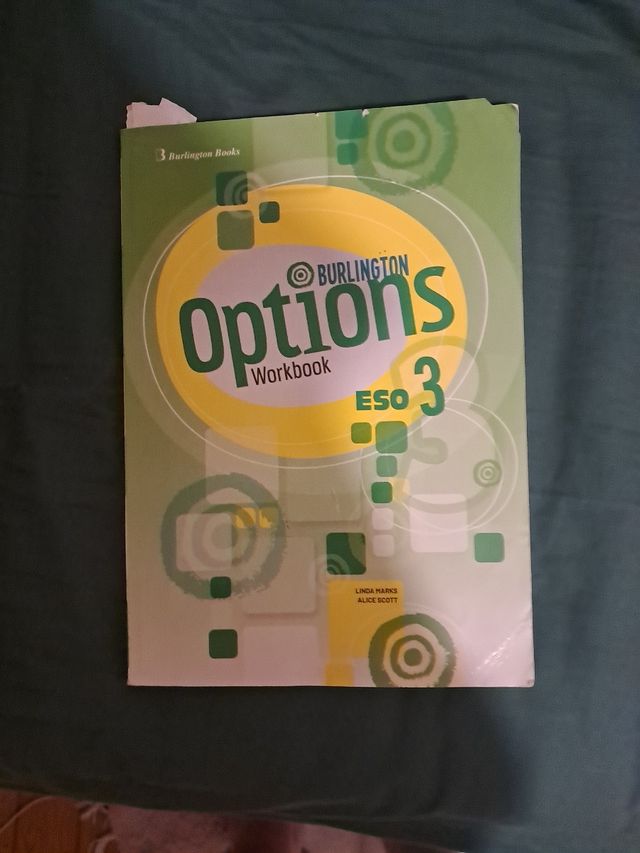 Burlington Books
BURLINGTON
Options
Workbook
ESO 3
LINDA MARKS
ALICE SCOTT